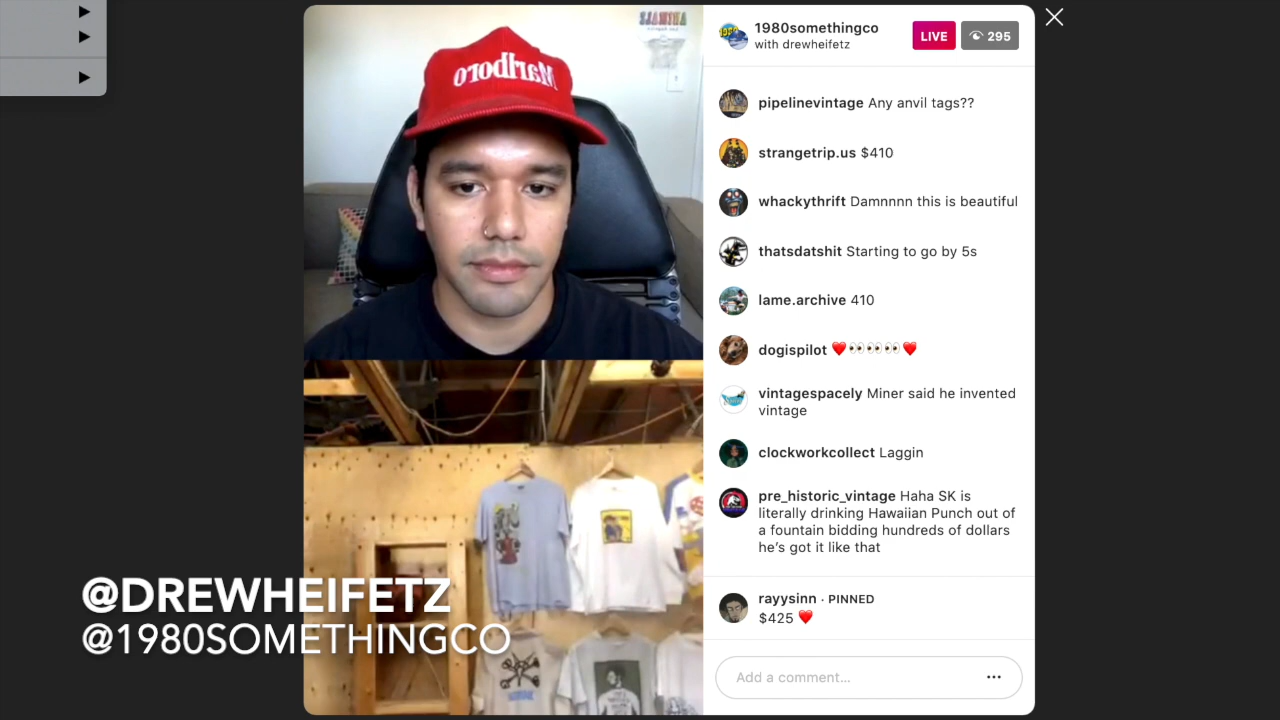 Marlboro
1980somethingco
with drewheifetz
LIVE
295
pipelinevintage Any anvil tags??
strangetrip.us $410
whackythrift Damnnnn this is beautiful
thatsdatshit Starting to go by 5s
lame.archive 410
dogispilot ❤️👀👀👀❤️
vintagespacely Miner said he invented
vintage
clockworkcollect Laggin
pre_historic_vintage Haha SK is
literally drinking Hawaiian Punch out of
a fountain bidding hundreds of dollars
he's got it like that
rayysinn · PINNED
$425 ❤️
Add a comment...
@DREWHEIFETZ
@1980SOMETHINGCO